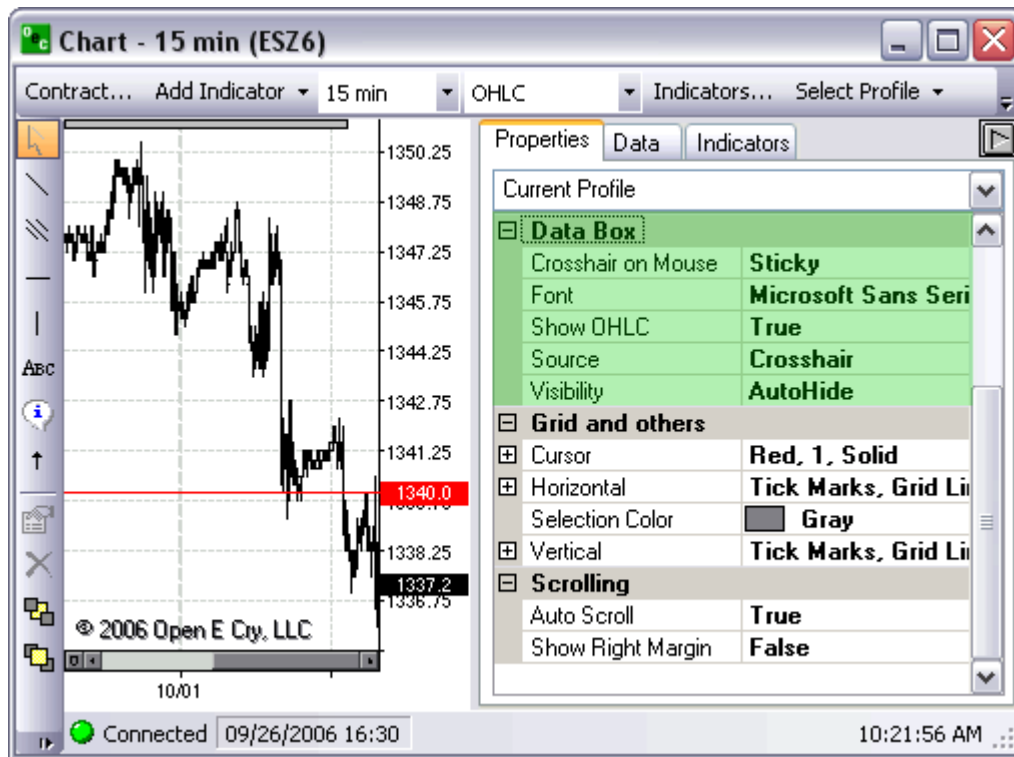 Oec Chart - 15 min (ESZ6)
Contract... Add Indicator 15 min OHLC Indicators... Select Profile
ABC
1350.25
1348.75
1347.25
1345.75
1344.25
1342.75
1341.25
1340.0
1338.25
1337.2
1336.75
© 2006 Open E Cry, LLC
10/01
Properties Data Indicators
Current Profile
Data Box
Crosshair on Mouse Sticky
Font Microsoft Sans Seri
Show OHLC True
Source Crosshair
Visibility AutoHide
Grid and others
Cursor Red, 1, Solid
Horizontal Tick Marks, Grid Li
Selection Color Gray
Vertical Tick Marks, Grid Li
Scrolling
Auto Scroll True
Show Right Margin False
Connected 09/26/2006 16:30 10:21:56 AM